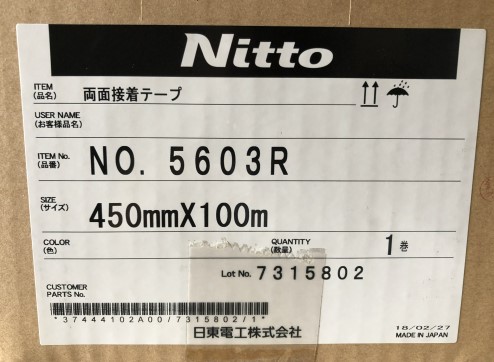 Nitto
ITEM
(品名) 両面接着テープ
USER NAME
(お客様品名)
ITEM No.
(品番) NO. 5603R
SIZE
(サイズ) 450mmX100m
COLOR
(色)
QUANTITY
(数量) 1 巻
Lot No. 7315802
CUSTOMER
PARTS No.
*37444102A00/7315802/1*
日東電工株式会社
18/02/27
MADE IN JAPAN